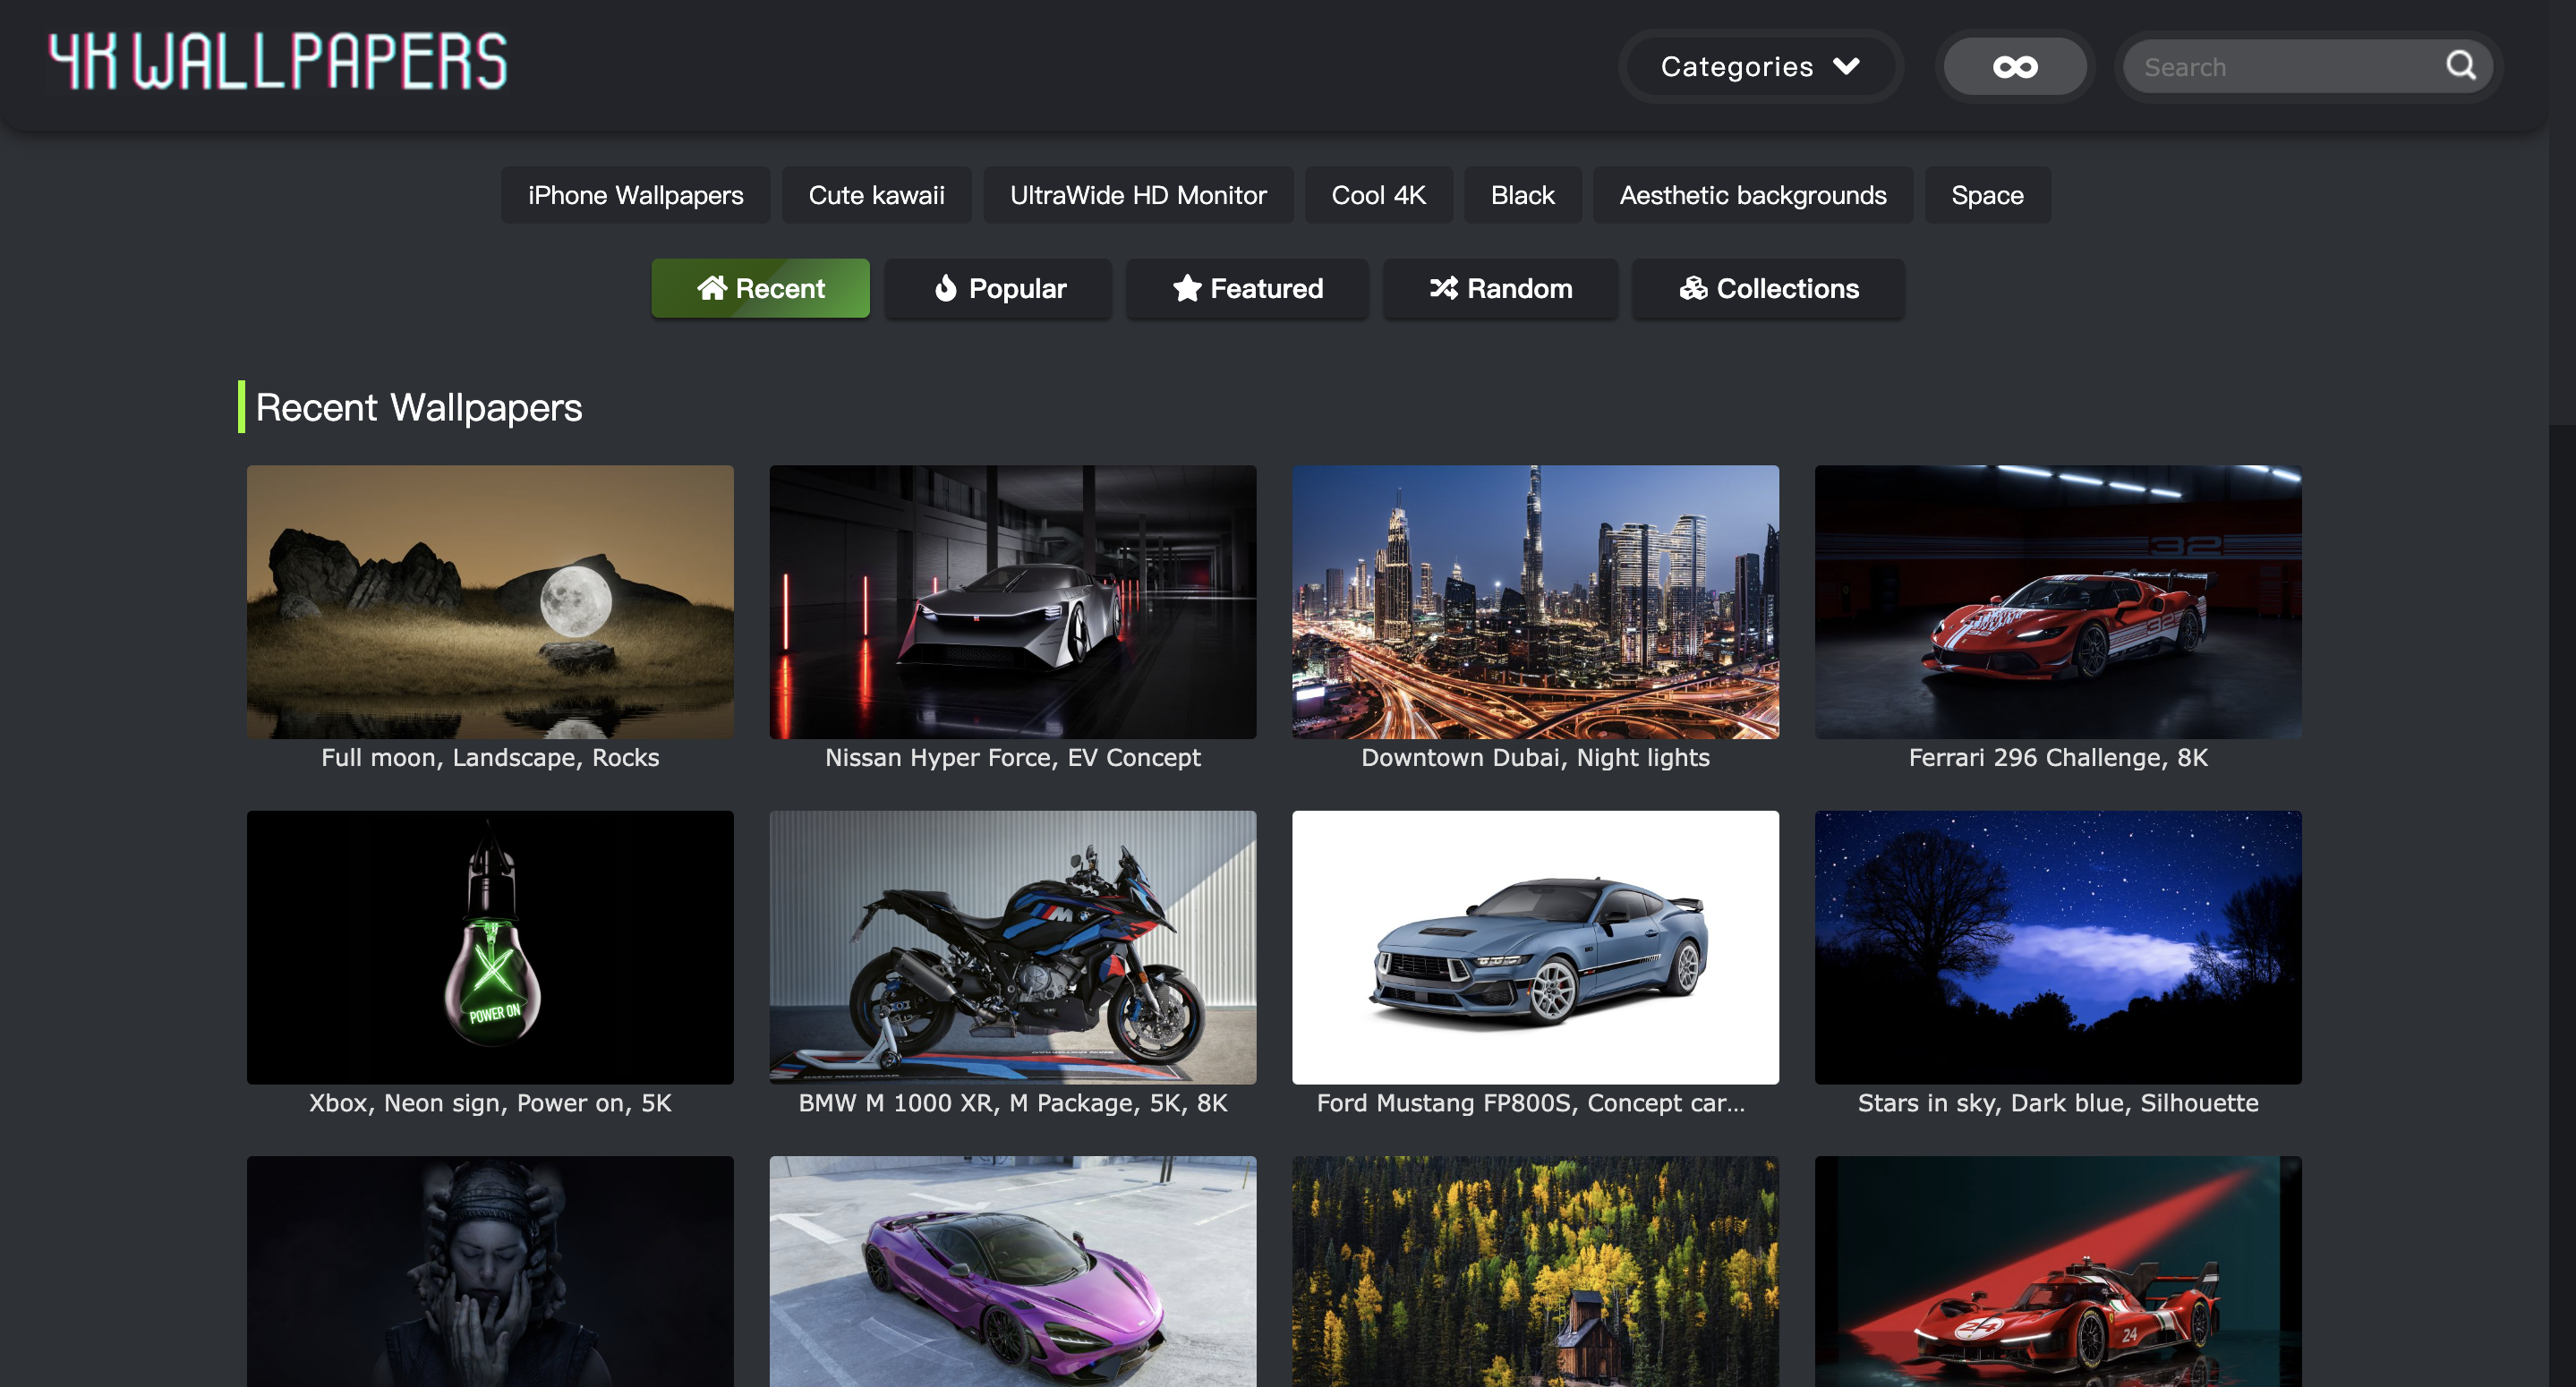 4K WALLPAPERS
Categories
Search
iPhone Wallpapers
Cute kawaii
UltraWide HD Monitor
Cool 4K
Black
Aesthetic backgrounds
Space
Recent
Popular
Featured
Random
Collections
Recent Wallpapers
32
Full moon, Landscape, Rocks
Nissan Hyper Force, EV Concept
Downtown Dubai, Night lights
Ferrari 296 Challenge, 8K
POWER ON
M
Xbox, Neon sign, Power on, 5K
BMW M 1000 XR, M Package, 5K, 8K
Ford Mustang FP800S, Concept car...
Stars in sky, Dark blue, Silhouette
24
24